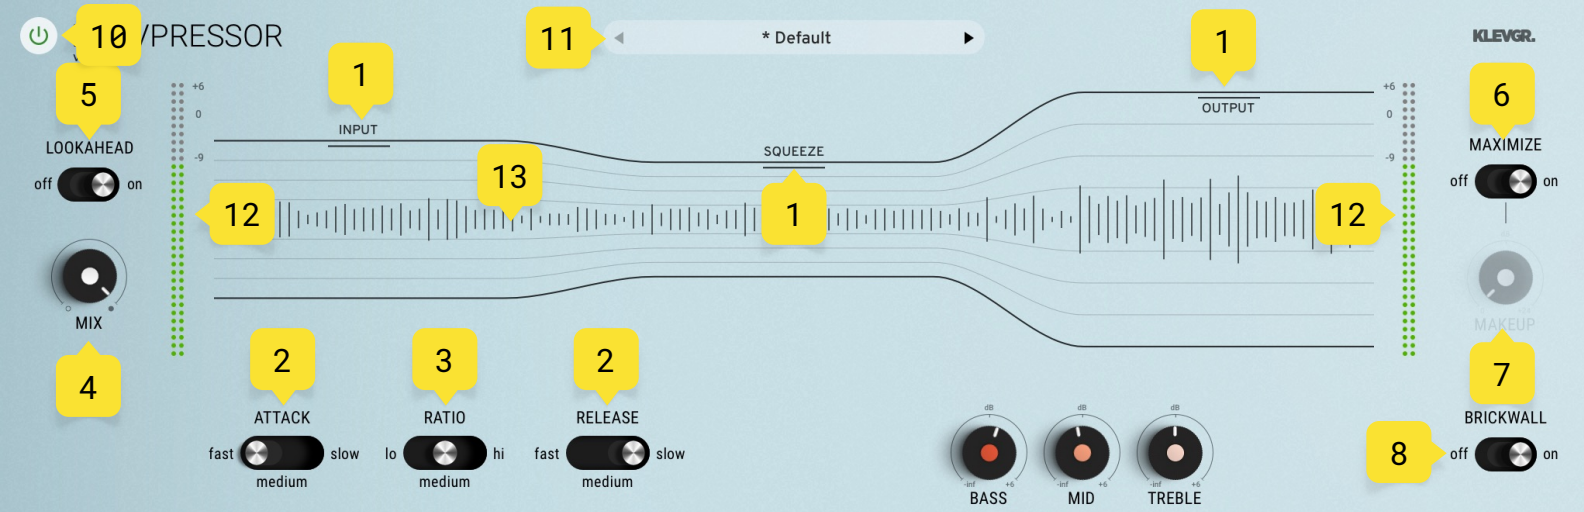 10
PRESSOR
11
* Default
1
KLEVGR.
1
5
6
+6
0
-9
+6
0
-9
INPUT
OUTPUT
LOOKAHEAD
off
on
MAXIMIZE
off
on
SQUEEZE
13
12
1
12
MIX
MAKEUP
4
2
3
2
7
ATTACK
RATIO
RELEASE
BRICKWALL
fast
slow
medium
lo
hi
medium
fast
slow
medium
dB
dB
dB
8
off
on
-inf
+6
-inf
+6
-inf
+6
BASS
MID
TREBLE